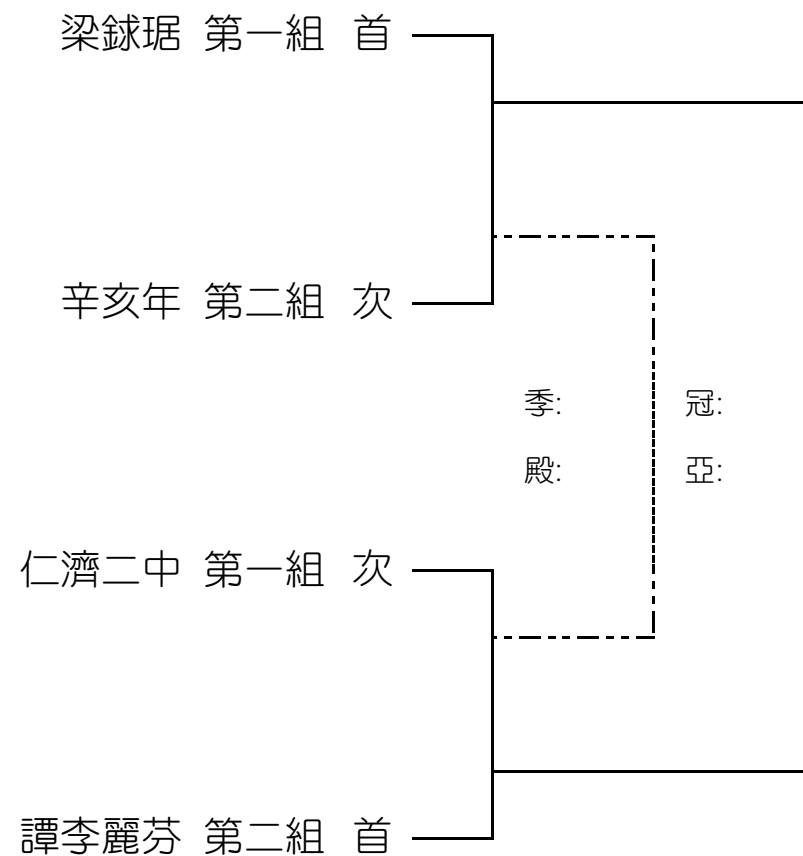 梁銶琚 第一組 首
辛亥年 第二組 次
季: 冠:
殿: 亞:
仁濟二中 第一組 次
譚李麗芬 第二組 首